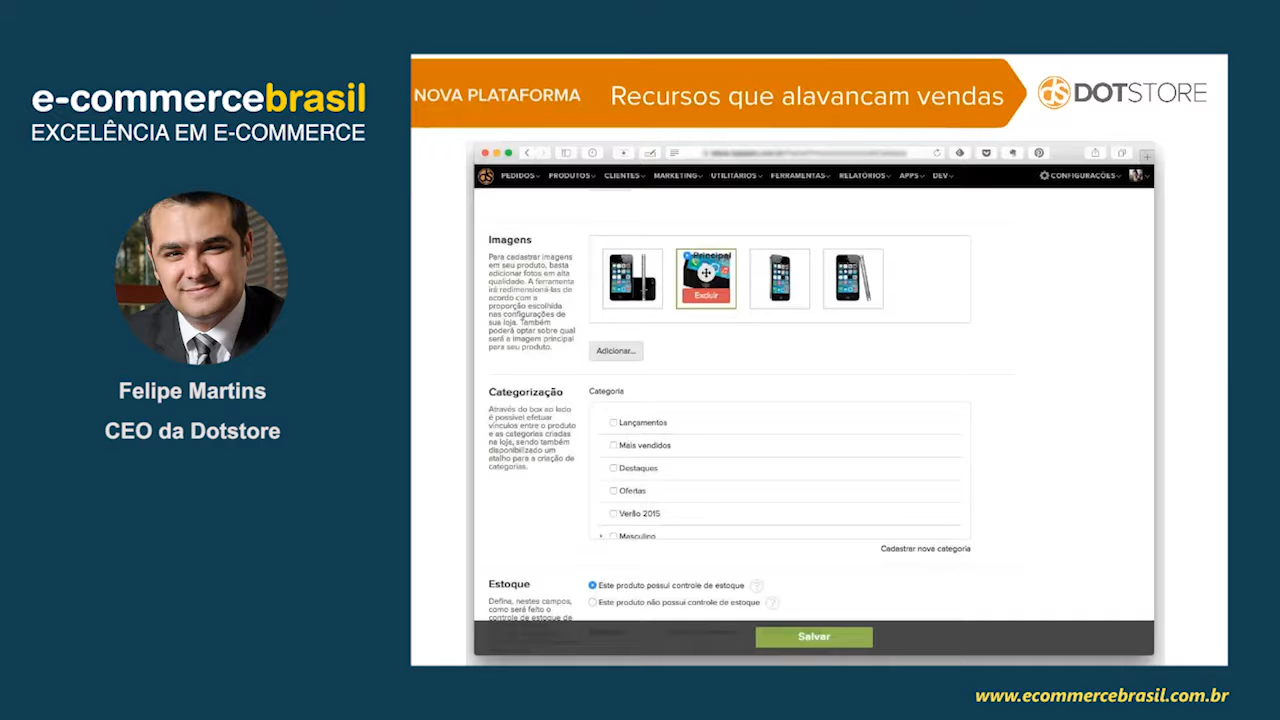 e-commercebrasil
EXCELÊNCIA EM E-COMMERCE
Felipe Martins
CEO da Dotstore
NOVA PLATAFORMA
Recursos que alavancam vendas
DOTSTORE
PEDIDOS
PRODUTOS
CLIENTES
MARKETING
UTILITÁRIOS
FERRAMENTAS
RELATÓRIOS
APPS
DEV
CONFIGURAÇÕES
Imagens
Para cadastrar imagens
em seu produto, basta
adicionar fotos em alta
qualidade. A ferramenta
irá redimensioná-las de
acordo com a
proporção escolhida
nas configurações de
sua loja. Também
poderá optar sobre qual
será a imagem principal
para seu produto.
Principal
Excluir
Adicionar...
Categorização
Através do box ao lado
é possível efetuar
vínculos entre o produto
e as categorias criadas
na loja, sendo também
disponibilizado um
atalho para a criação de
categorias.
Categoria
Lançamentos
Mais vendidos
Destaques
Ofertas
Verão 2015
Masculino
Cadastrar nova categoria
Estoque
Defina, nestes campos,
como será feito o
controle de estoque de
Este produto possui controle de estoque ?
Este produto não possui controle de estoque ?
Salvar
www.ecommercebrasil.com.br